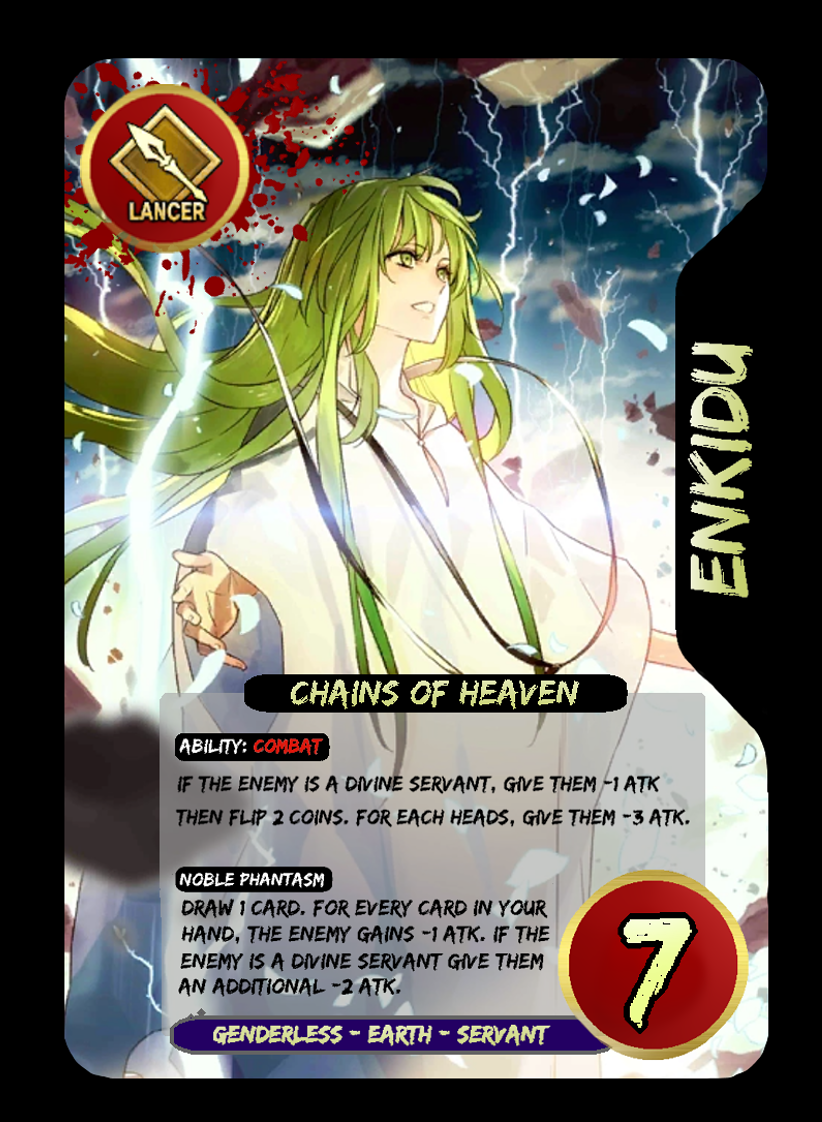 LANCER
ENKIDU
CHAINS OF HEAVEN
ABILITY: COMBAT
IF THE ENEMY IS A DIVINE SERVANT, GIVE THEM -1 ATK
THEN FLIP 2 COINS. FOR EACH HEADS, GIVE THEM -3 ATK.
NOBLE PHANTASM
DRAW 1 CARD. FOR EVERY CARD IN YOUR
HAND, THE ENEMY GAINS -1 ATK. IF THE
ENEMY IS A DIVINE SERVANT GIVE THEM
AN ADDITIONAL -2 ATK.
7
GENDERLESS - EARTH - SERVANT